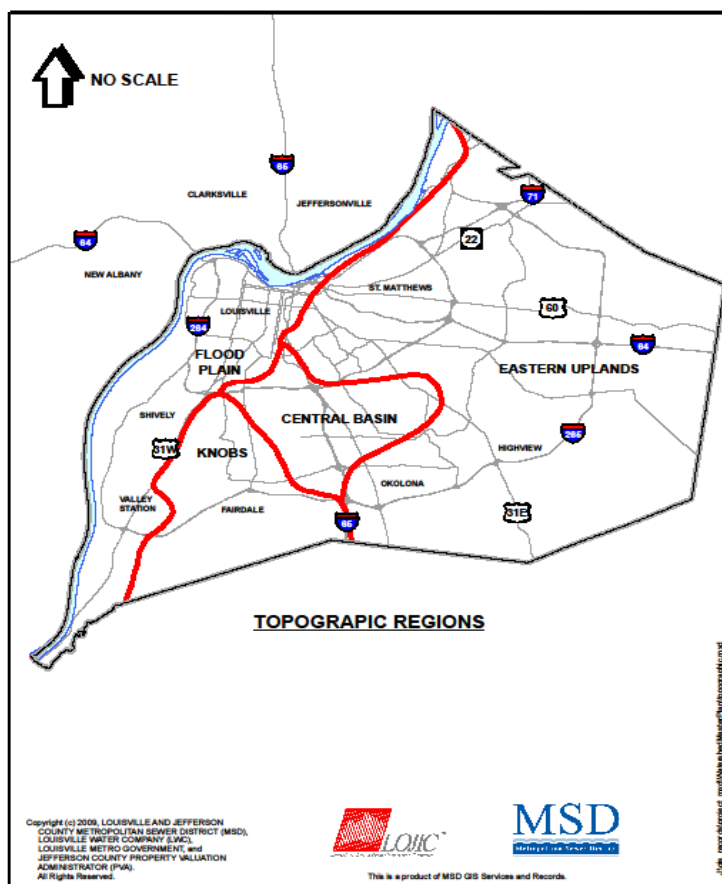 NO SCALE
65
CLARKSVILLE
JEFFERSONVILLE
71
22
64
NEW ALBANY
ST. MATTHEWS
LOUISVILLE
60
264
64
FLOOD
PLAIN
EASTERN UPLANDS
SHIVELY
CENTRAL BASIN
265
31W
KNOBS
HIGHVIEW
OKOLONA
VALLEY
STATION
FAIRDALE
31E
65
TOPOGRAPIC REGIONS
Copyright (c) 2009, LOUISVILLE AND JEFFERSON
COUNTY METROPOLITAN SEWER DISTRICT (MSD),
LOUISVILLE WATER COMPANY (LWC),
LOUISVILLE METRO GOVERNMENT, and
JEFFERSON COUNTY PROPERTY VALUATION
ADMINISTRATOR (PVA).
All Rights Reserved.
LOJIC
MSD
Metropolitan Sewer District
This is a product of MSD GIS Services and Records.